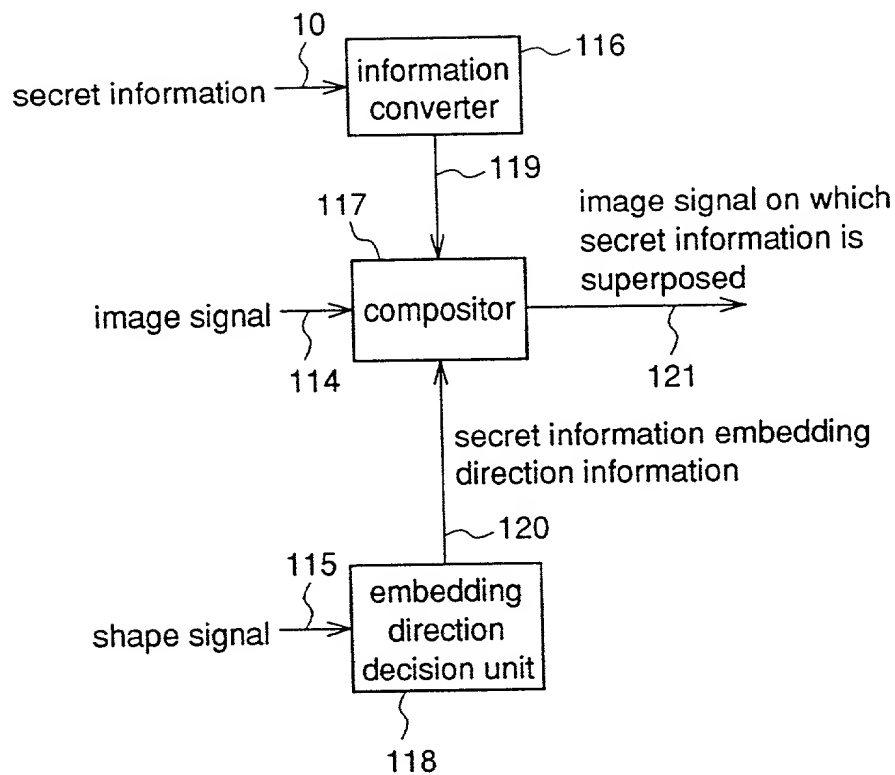 10
116
secret information
information
converter
119
117
image signal on which
secret information is
superposed
image signal
compositor
114
121
secret information embedding
direction information
120
115
shape signal
embedding
direction
decision unit
118